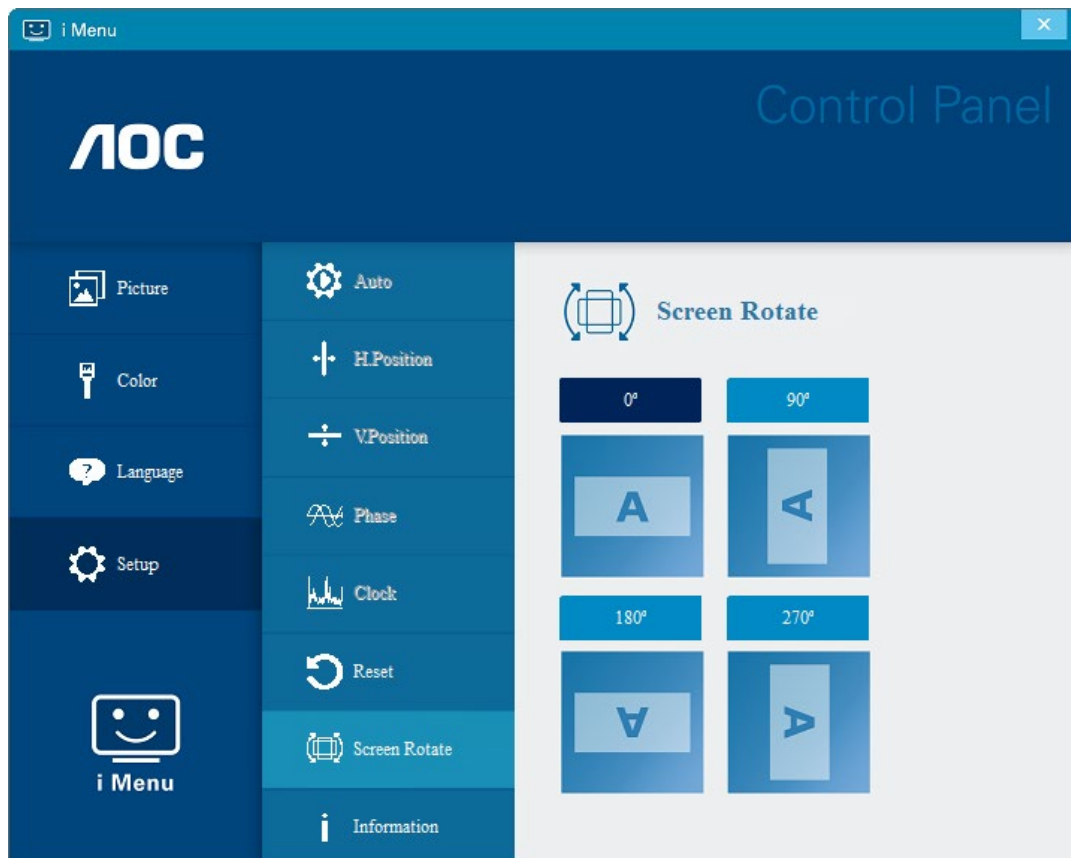 i Menu
Control Panel
AOC
Picture
Color
Language
Setup
i Menu
Auto
H.Position
V.Position
Phase
Clock
Reset
Screen Rotate
Information
Screen Rotate
0°
90°
A
A
180°
270°
A
A